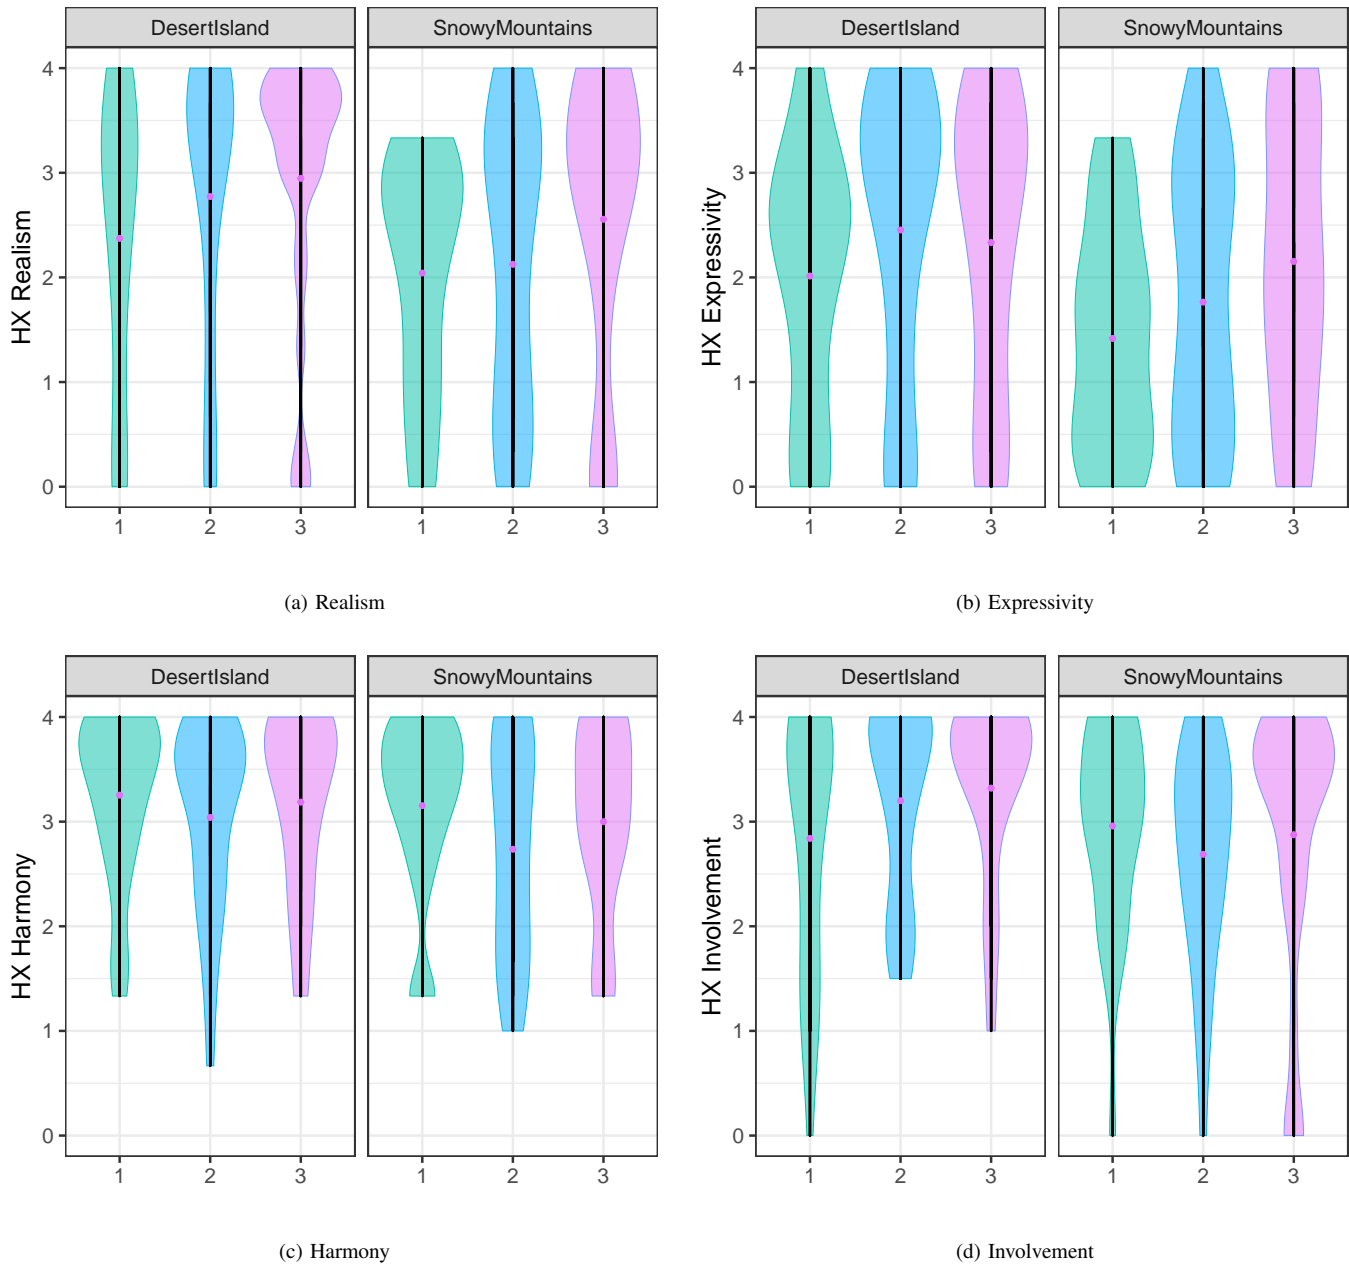 DesertIsland SnowyMountains
HX Realism
4
3
2
1
0
1 2 3 1 2 3
(a) Realism
DesertIsland SnowyMountains
HX Expressivity
4
3
2
1
0
1 2 3 1 2 3
(b) Expressivity
DesertIsland SnowyMountains
HX Harmony
4
3
2
1
0
1 2 3 1 2 3
(c) Harmony
DesertIsland SnowyMountains
HX Involvement
4
3
2
1
0
1 2 3 1 2 3
(d) Involvement